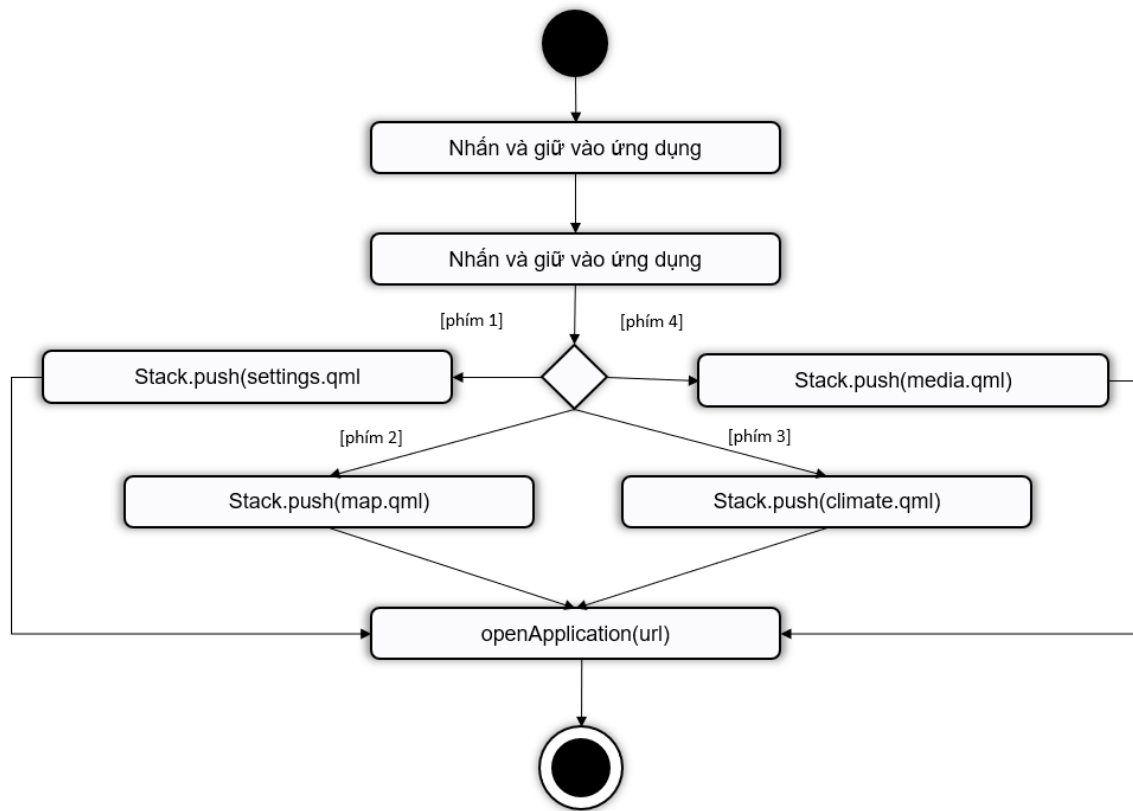 Nhấn và giữ vào ứng dụng
Nhấn và giữ vào ứng dụng
[phím 1]
[phím 4]
Stack.push(settings.qml
Stack.push(media.qml)
[phím 2]
[phím 3]
Stack.push(map.qml)
Stack.push(climate.qml)
openApplication(url)